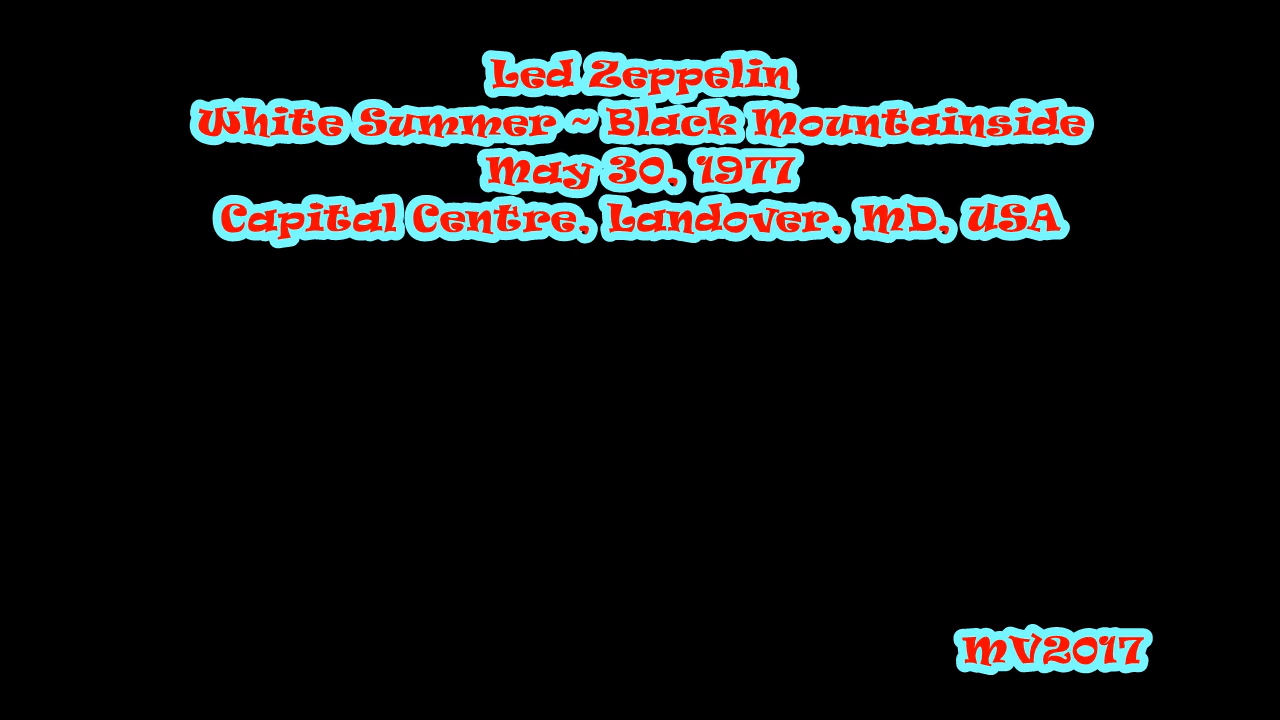 Led Zeppelin
White Summer ~ Black Mountainside
May 30, 1977
Capital Centre, Landover, MD, USA
MV2017